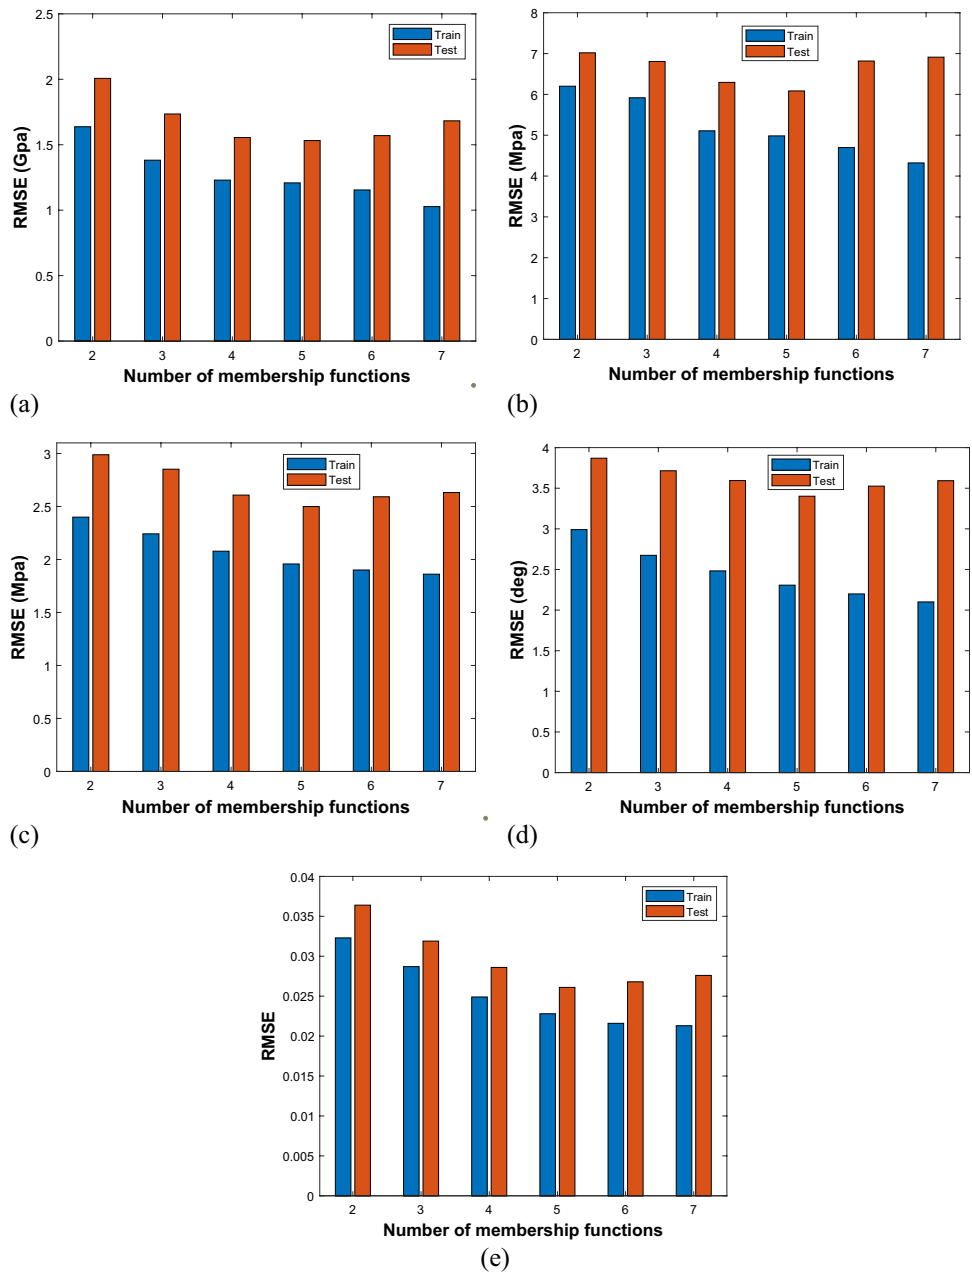 2.5
2
1.5
1
0.5
0
RMSE (Gpa)
Train
Test
2 3 4 5 6 7
Number of membership functions
(a)
8
7
6
5
4
3
2
1
0
RMSE (Mpa)
Train
Test
2 3 4 5 6 7
Number of membership functions
(b)
3
2.5
2
1.5
1
0.5
0
RMSE (Mpa)
Train
Test
2 3 4 5 6 7
Number of membership functions
(c)
4
3.5
3
2.5
2
1.5
1
0.5
0
RMSE (deg)
Train
Test
2 3 4 5 6 7
Number of membership functions
(d)
0.04
0.035
0.03
0.025
0.02
0.015
0.01
0.005
0
RMSE
Train
Test
2 3 4 5 6 7
Number of membership functions
(e)